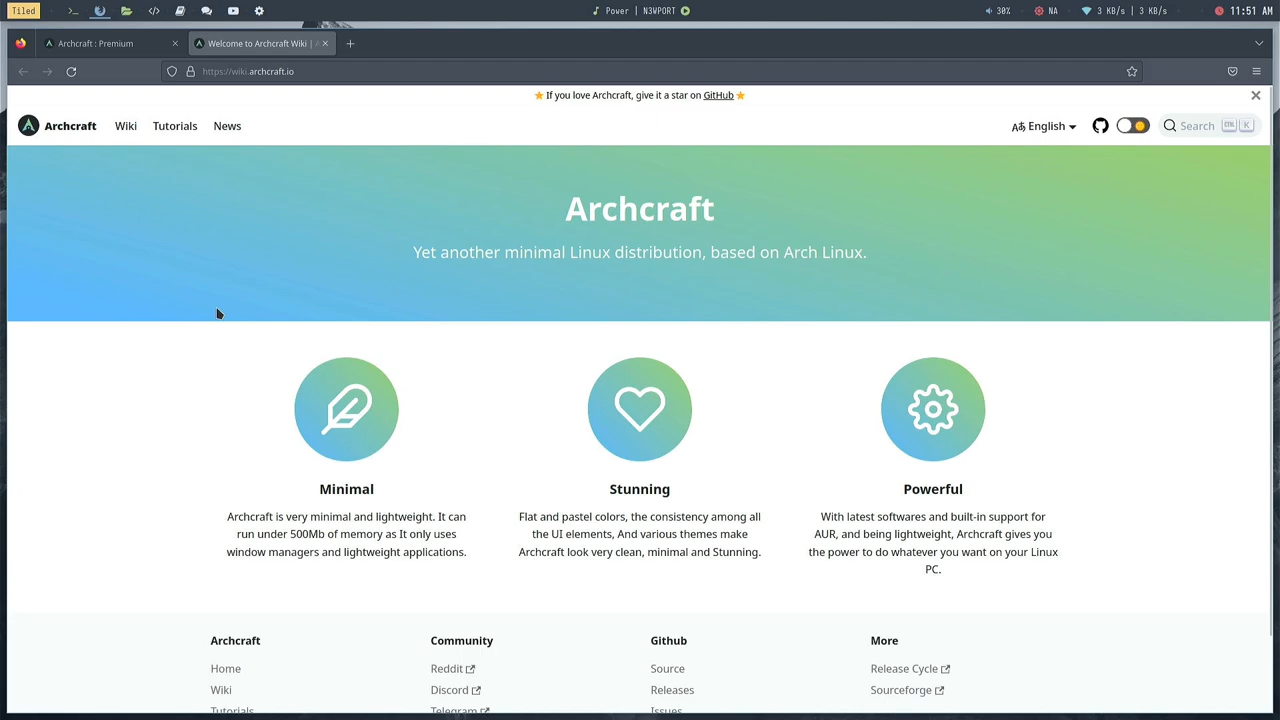 Tiled
Power | N3WPORT
30%
NA
3 KB/s | 3 KB/s
11:51 AM
Archcraft : Premium
Welcome to Archcraft Wiki | A
https://wiki.archcraft.io
If you love Archcraft, give it a star on GitHub
Archcraft
Wiki
Tutorials
News
English
Search
CTRL
K
Archcraft
Yet another minimal Linux distribution, based on Arch Linux.
Minimal
Archcraft is very minimal and lightweight. It can
run under 500Mb of memory as It only uses
window managers and lightweight applications.
Stunning
Flat and pastel colors, the consistency among all
the UI elements, And various themes make
Archcraft look very clean, minimal and Stunning.
Powerful
With latest softwares and built-in support for
AUR, and being lightweight, Archcraft gives you
the power to do whatever you want on your Linux
PC.
Archcraft
Home
Wiki
Tutorials
Community
Reddit
Discord
Telegram
Github
Source
Releases
Issues
More
Release Cycle
Sourceforge